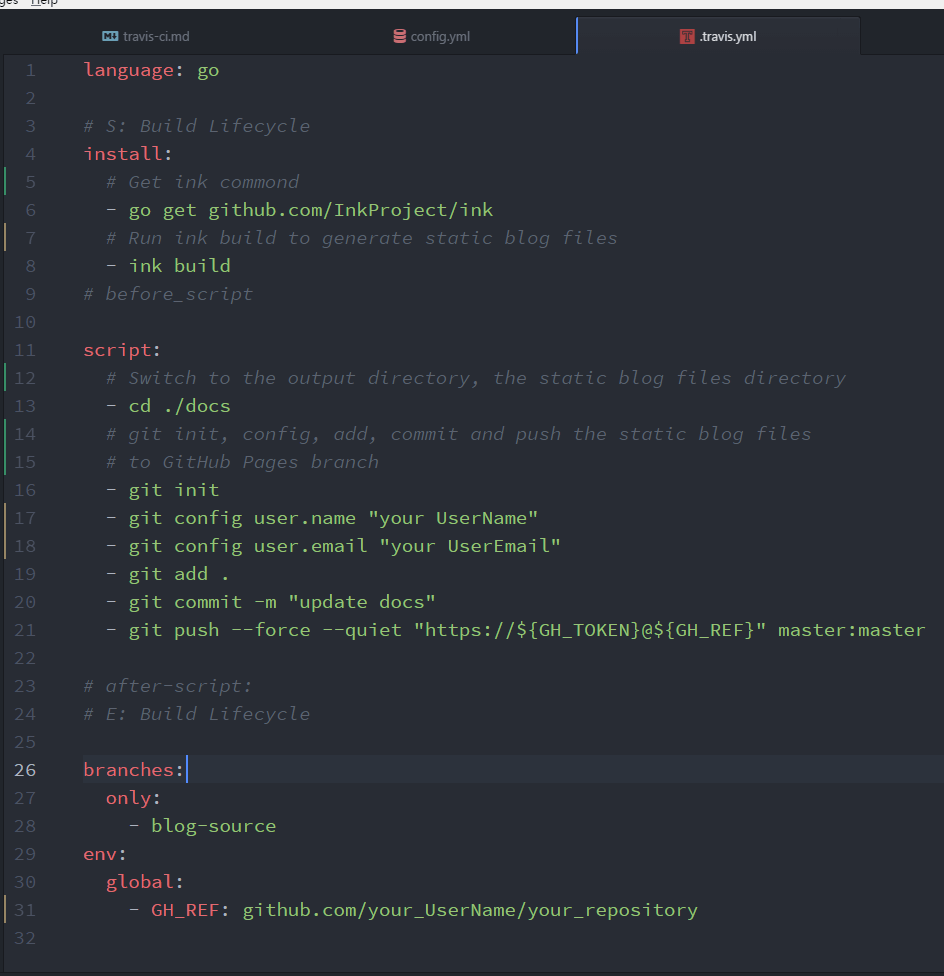 Help
travis-ci.md
config.yml
.travis.yml
1 language: go
2
3 # S: Build Lifecycle
4 install:
5 # Get ink commond
6 - go get github.com/InkProject/ink
7 # Run ink build to generate static blog files
8 - ink build
9 # before_script
10
11 script:
12 # Switch to the output directory, the static blog files directory
13 - cd ./docs
14 # git init, config, add, commit and push the static blog files
15 # to GitHub Pages branch
16 - git init
17 - git config user.name "your UserName"
18 - git config user.email "your UserEmail"
19 - git add .
20 - git commit -m "update docs"
21 - git push --force --quiet "https://${GH_TOKEN}@${GH_REF}" master:master
22
23 # after-script:
24 # E: Build Lifecycle
25
26 branches:
27 only:
28 - blog-source
29 env:
30 global:
31 - GH_REF: github.com/your_UserName/your_repository
32